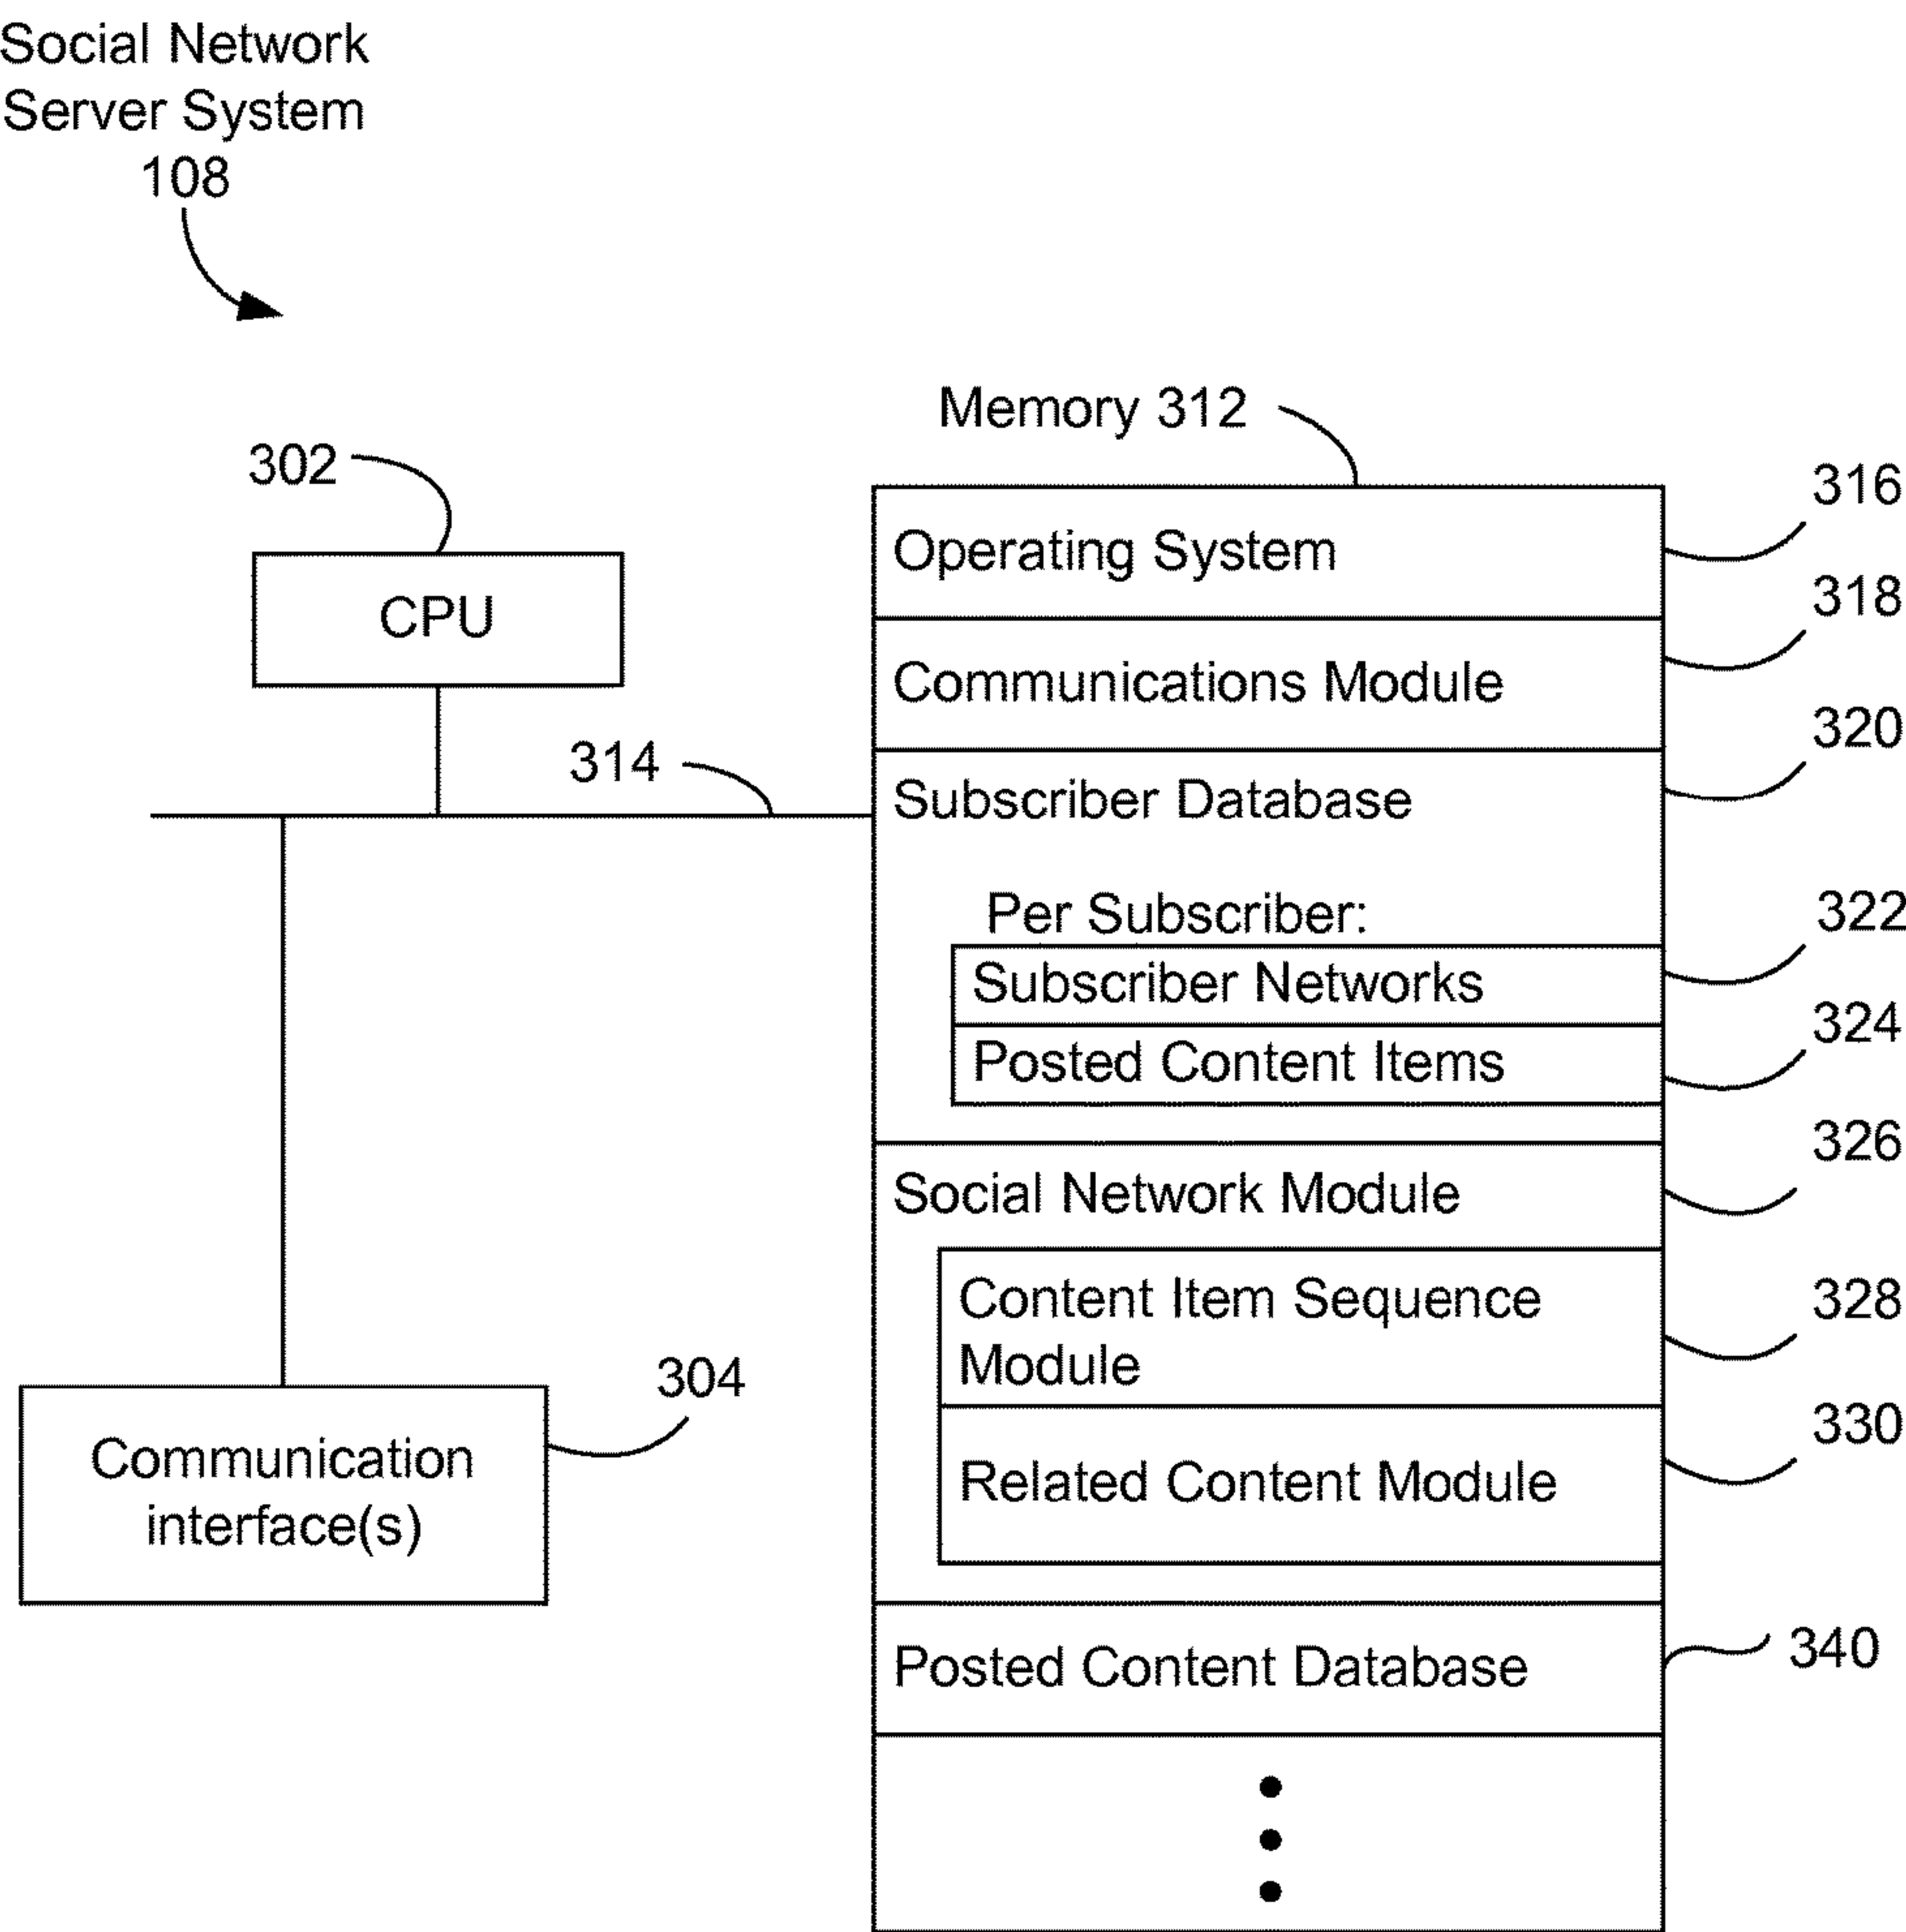 Social Network
Server System
108
Memory 312
302
316
Operating System
CPU
318
Communications Module
314
320
Subscriber Database
Per Subscriber:
322
Subscriber Networks
324
Posted Content Items
326
Social Network Module
Content Item Sequence
Module
328
304
330
Communication
interface(s)
Related Content Module
Posted Content Database
340